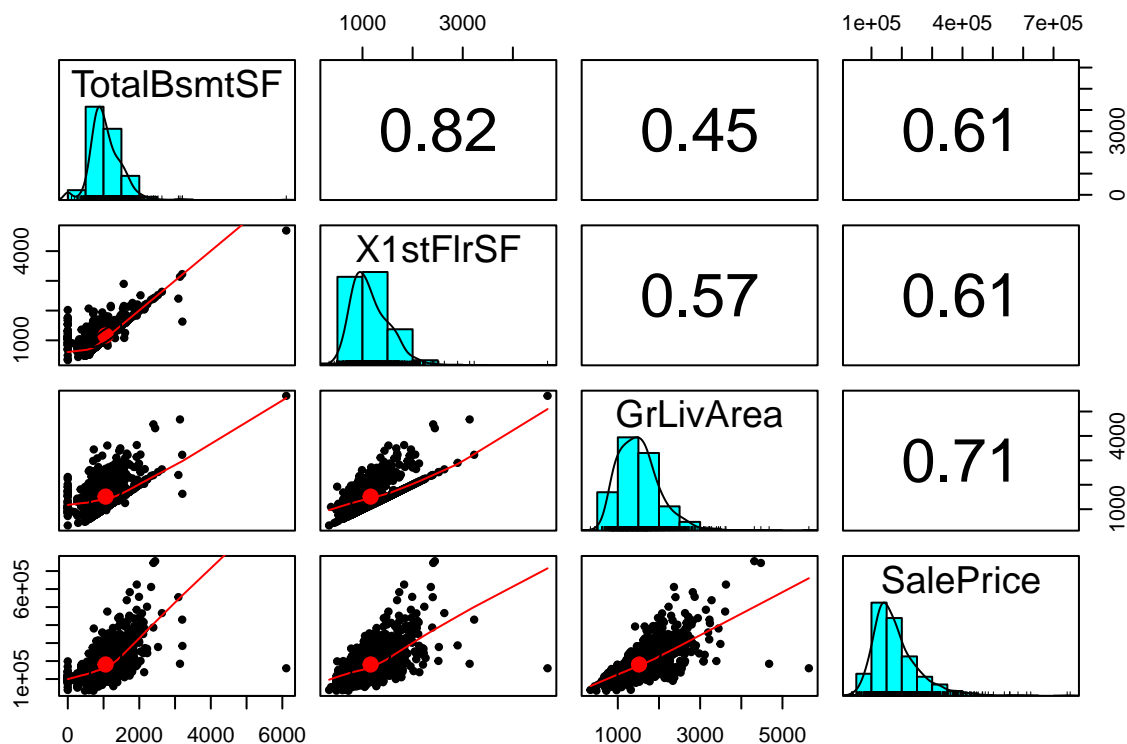 1000 3000 1e+05 3e+05 7e+05
TotalBsmtSF 0.82 0.45 0.61 0 3000
1000 4000 X1stFlrSF 0.57 0.61
GrLivArea 0.71 1000 4000
1e+05 6e+05 SalePrice
0 2000 4000 6000 1000 3000 5000